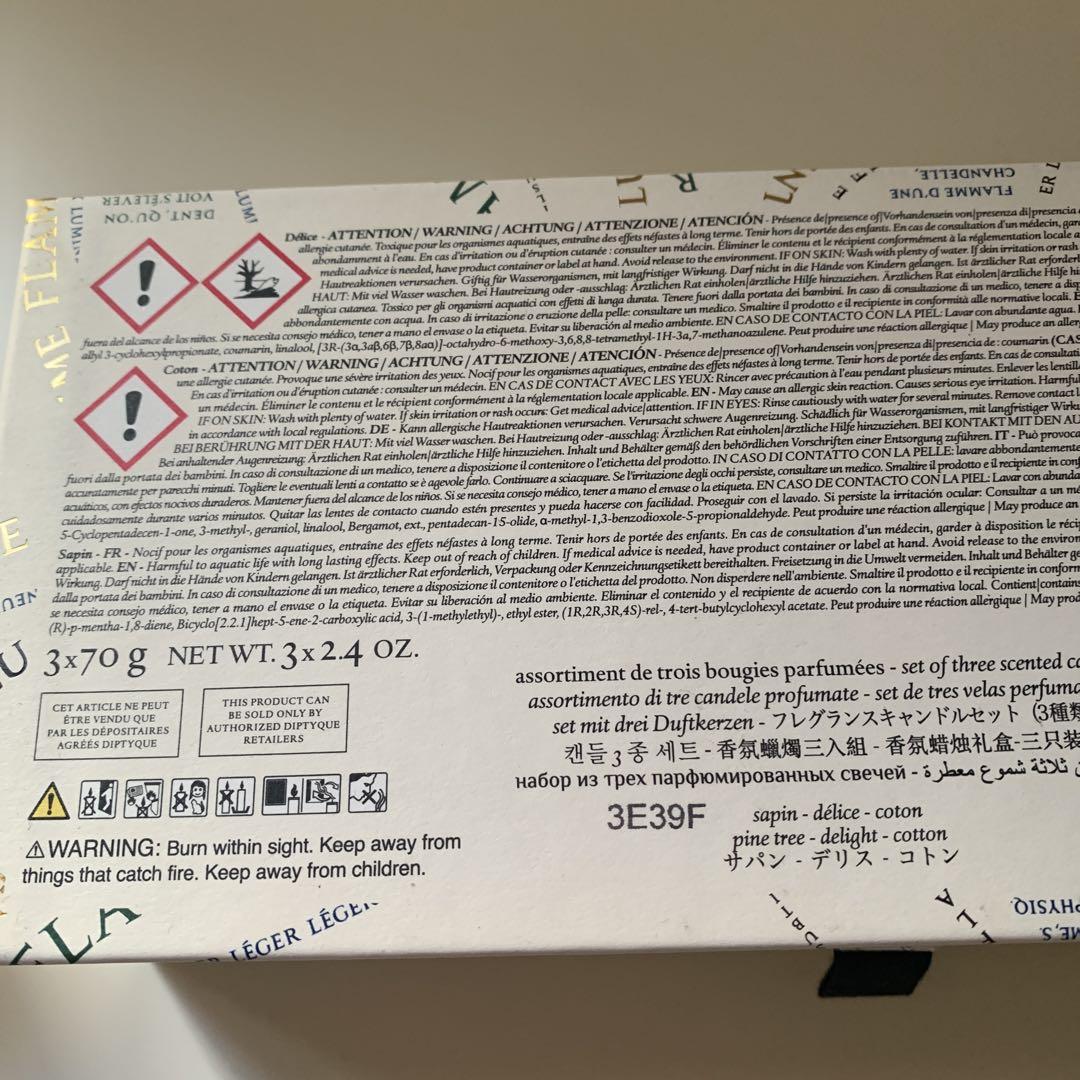 VOIT S'ÉLEVER
DENT, QU'ON
CHANDELLE,
FLAMME D'UNE
Délice - ATTENTION / WARNING / ACHTUNG / ATTENZIONE / ATENCIÓN - Présence de|presence of|Vorhandensein von|presenza di|presencia
allergie cutanée. Toxique pour les organismes aquatiques, entraîne des effets néfastes à long terme. Tenir hors de portée des enfants. En cas de consultation d'un médecin,
abondamment à l'eau. En cas d'irritation ou d'éruption cutanée : consulter un médecin. Éliminer le contenu et le récipient conformément à la réglementation locale
medical advice is needed, have product container or label at hand. Avoid release to the environment. IF ON SKIN: Wash with plenty of water. If skin irritation or rash
Hautreaktionen verursachen. Giftig für Wasserorganismen, mit langfristiger Wirkung. Darf nicht in die Hände von Kindern gelangen. Ist ärztlicher Rat
HAUT: Mit viel Wasser waschen. Bei Hautreizung oder -ausschlag: Ärztlichen Rat einholen|ärztliche Hilfe hinzuziehen. Ärztlichen Rat einholen|ärztliche Hilfe
allergica cutanea. Tossico per gli organismi acquatici con effetti di lunga durata. Tenere fuori dalla portata dei bambini. In caso di consultazione di un medico, tenere a
abbondantemente con acqua. In caso di irritazione o eruzione della pelle: consultare un medico. Smaltire il prodotto e il recipiente in conformità alle normative locali.
fuera del alcance de los niños. Si se necesita consejo médico, tener a mano el envase o la etiqueta. Evitar su liberación al medio ambiente. EN CASO DE CONTACTO CON LA PIEL: Lavar con abundante agua.
allyl 3-cyclohexylpropionate, coumarin, linalool, [3R-(3α,3aβ,6β,7β,8aα)]-octahydro-6-methoxy-3,6,8,8-tetramethyl-1H-3a,7-methanoazulene. Peut produire une réaction allergique | May produce an
Coton - ATTENTION / WARNING / ACHTUNG / ATTENZIONE / ATENCIÓN - Présence de|presence of|Vorhandensein von|presenza di|presencia de : coumarin (CAS
une allergie cutanée. Provoque une sévère irritation des yeux. Nocif pour les organismes aquatiques, entraîne des effets néfastes à long terme. Tenir hors de portée des enfants. En cas de
En cas d'irritation ou d'éruption cutanée : consulter un médecin. EN CAS DE CONTACT AVEC LES YEUX: Rincer avec précaution à l'eau pendant plusieurs minutes. Enlever les
un médecin. Éliminer le contenu et le récipient conformément à la réglementation locale applicable. EN - May cause an allergic skin reaction. Causes serious eye irritation.
IF ON SKIN: Wash with plenty of water. If skin irritation or rash occurs: Get medical advice|attention. IF IN EYES: Rinse cautiously with water for several minutes. Remove contact
in accordance with local regulations. DE - Kann allergische Hautreaktionen verursachen. Verursacht schwere Augenreizung. Schädlich für Wasserorganismen, mit langfristiger
BEI BERÜHRUNG MIT DER HAUT: Mit viel Wasser waschen. Bei Hautreizung oder -ausschlag: Ärztlichen Rat einholen|ärztliche Hilfe hinzuziehen. BEI KONTAKT MIT DEN
Bei anhaltender Augenreizung: Ärztlichen Rat einholen|ärztliche Hilfe hinzuziehen. Inhalt und Behälter gemäß den behördlichen Vorschriften einer Entsorgung zuführen. IT - Può
fuori dalla portata dei bambini. In caso di consultazione di un medico, tenere a disposizione il contenitore o l'etichetta del prodotto. IN CASO DI CONTATTO CON LA PELLE: lavare abbondantemente
accuratamente per parecchi minuti. Togliere le eventuali lenti a contatto se è agevole farlo. Continuare a sciacquare. Se l'irritazione degli occhi persiste, consultare un medico. Smaltire il prodotto e il recipiente in
acuáticos, con efectos nocivos duraderos. Mantener fuera del alcance de los niños. Si se necesita consejo médico, tener a mano el envase o la etiqueta. EN CASO DE CONTACTO CON LA PIEL: Lavar con
cuidadosamente durante varios minutos. Quitar las lentes de contacto cuando estén presentes y pueda hacerse con facilidad. Proseguir con el lavado. Si persiste la irritación ocular: Consultar a un
5-Cyclopentadecen-1-one, 3-methyl-, geraniol, linalool, Bergamot, ext., pentadecan-15-olide, α-methyl-1,3-benzodioxole-5-propionaldehyde. Peut produire une réaction allergique | May produce an
Sapin - FR - Nocif pour les organismes aquatiques, entraîne des effets néfastes à long terme. Tenir hors de portée des enfants. En cas de consultation d'un médecin, garder à disposition le
applicable. EN - Harmful to aquatic life with long lasting effects. Keep out of reach of children. If medical advice is needed, have product container or label at hand. Avoid release to the
Wirkung. Darf nicht in die Hände von Kindern gelangen. Ist ärztlicher Rat erforderlich, Verpackung oder Kennzeichnungsetikett bereithalten. Freisetzung in die Umwelt vermeiden. Inhalt und Behälter
dalla portata dei bambini. In caso di consultazione di un medico, tenere a disposizione il contenitore o l'etichetta del prodotto. Non disperdere nell'ambiente. Smaltire il prodotto e il recipiente in
se necesita consejo médico, tener a mano el envase o la etiqueta. Evitar su liberación al medio ambiente. Eliminar el contenido y el recipiente de acuerdo con la normativa local. Contient|contains
(R)-p-mentha-1,8-diene, Bicyclo[2.2.1]hept-5-ene-2-carboxylic acid, 3-(1-methylethyl)-, ethyl ester, (1R,2R,3R,4S)-rel-, 4-tert-butylcyclohexyl acetate. Peut produire une réaction allergique | May
3x70 g NET WT. 3 x 2.4 OZ.
CET ARTICLE NE PEUT
ÊTRE VENDU QUE
PAR LES DÉPOSITAIRES
AGRÉÉS DIPTYQUE
THIS PRODUCT CAN
BE SOLD ONLY BY
AUTHORIZED DIPTYQUE
RETAILERS
assortiment de trois bougies parfumées - set of three scented
assortimento di tre candele profumate - set de tres velas
set mit drei Duftkerzen - フレグランスキャンドルセット (3種
캔들 3 종 세트 - 香氛蠟燭三入組 - 香氛蜡烛礼盒-三只装
набор из трех парфюмированных свечей - ثلاثة شموع معطرة
3E39F
sapin - délice - coton
pine tree - delight - cotton
サパン - デリス - コトン
⚠WARNING: Burn within sight. Keep away from
things that catch fire. Keep away from children.
LÉGER LÉGER